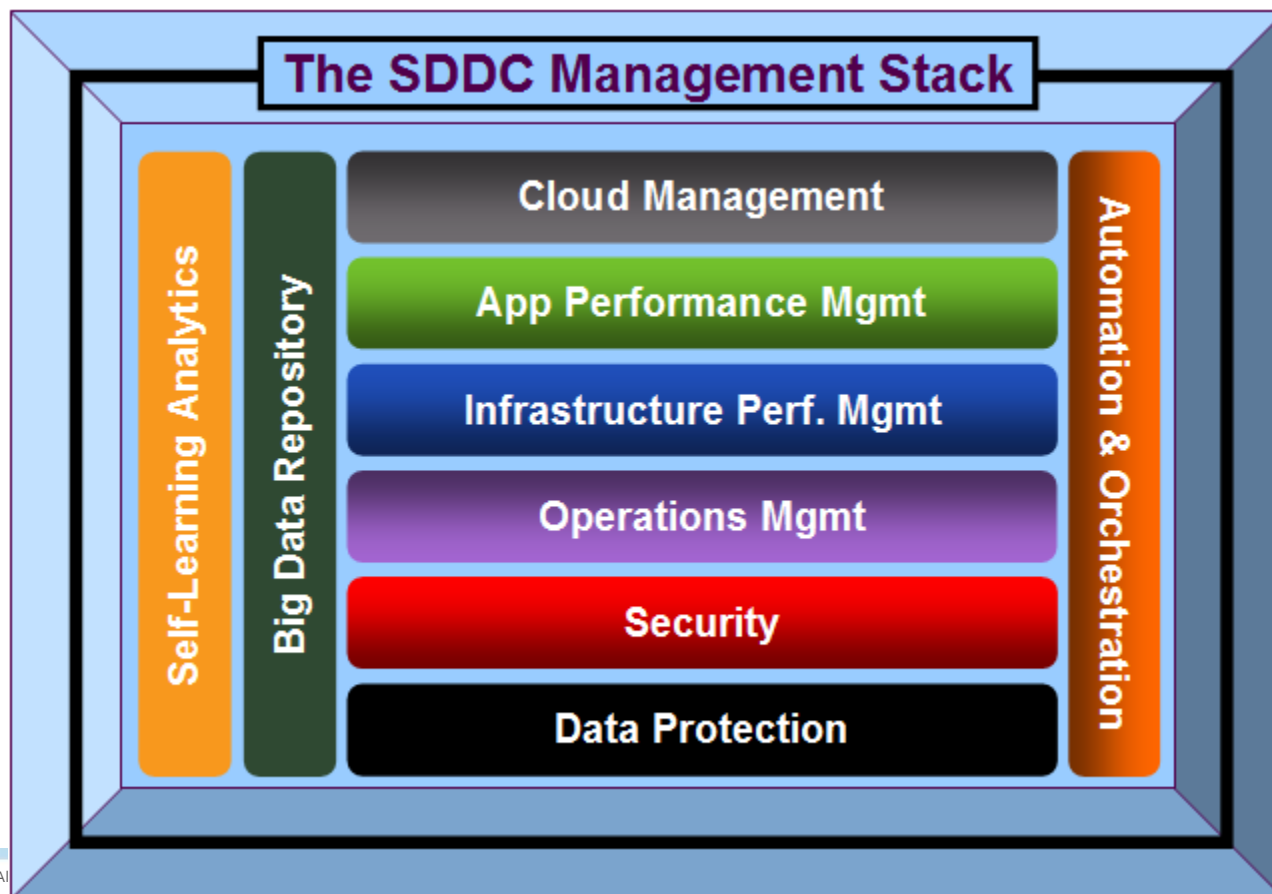 The SDDC Management Stack
Self-Learning Analytics
Big Data Repository
Cloud Management
App Performance Mgmt
Infrastructure Perf. Mgmt
Operations Mgmt
Security
Data Protection
Automation & Orchestration